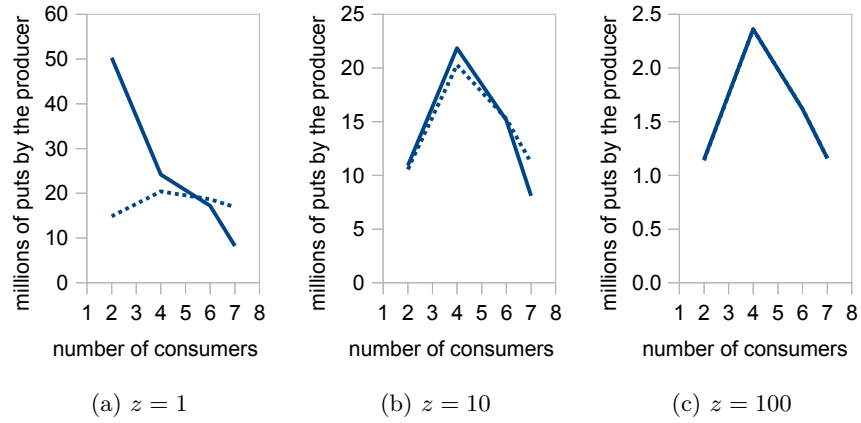 millions of puts by the producer
60
50
40
30
20
10
0
1 2 3 4 5 6 7 8
number of consumers
(a) z = 1
millions of puts by the producer
25
20
15
10
5
0
1 2 3 4 5 6 7 8
number of consumers
(b) z = 10
millions of puts by the producer
2.5
2.0
1.5
1.0
0.5
0.0
1 2 3 4 5 6 7 8
number of consumers
(c) z = 100